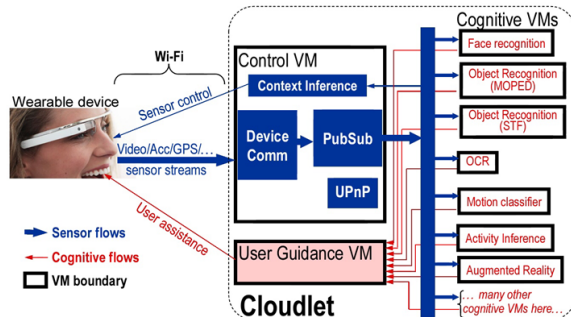 Cognitive VMs
Wi-Fi
Control VM
Face recognition
Context Inference
Object Recognition
(MOPED)
Wearable device
Sensor control
Device
Comm
PubSub
Object Recognition
(STF)
Video/Acc/GPS/…
sensor streams
OCR
UPnP
Motion classifier
User assistance
Sensor flows
Cognitive flows
VM boundary
User Guidance VM
Activity Inference
Augmented Reality
Cloudlet
… many other
cognitive VMs here…